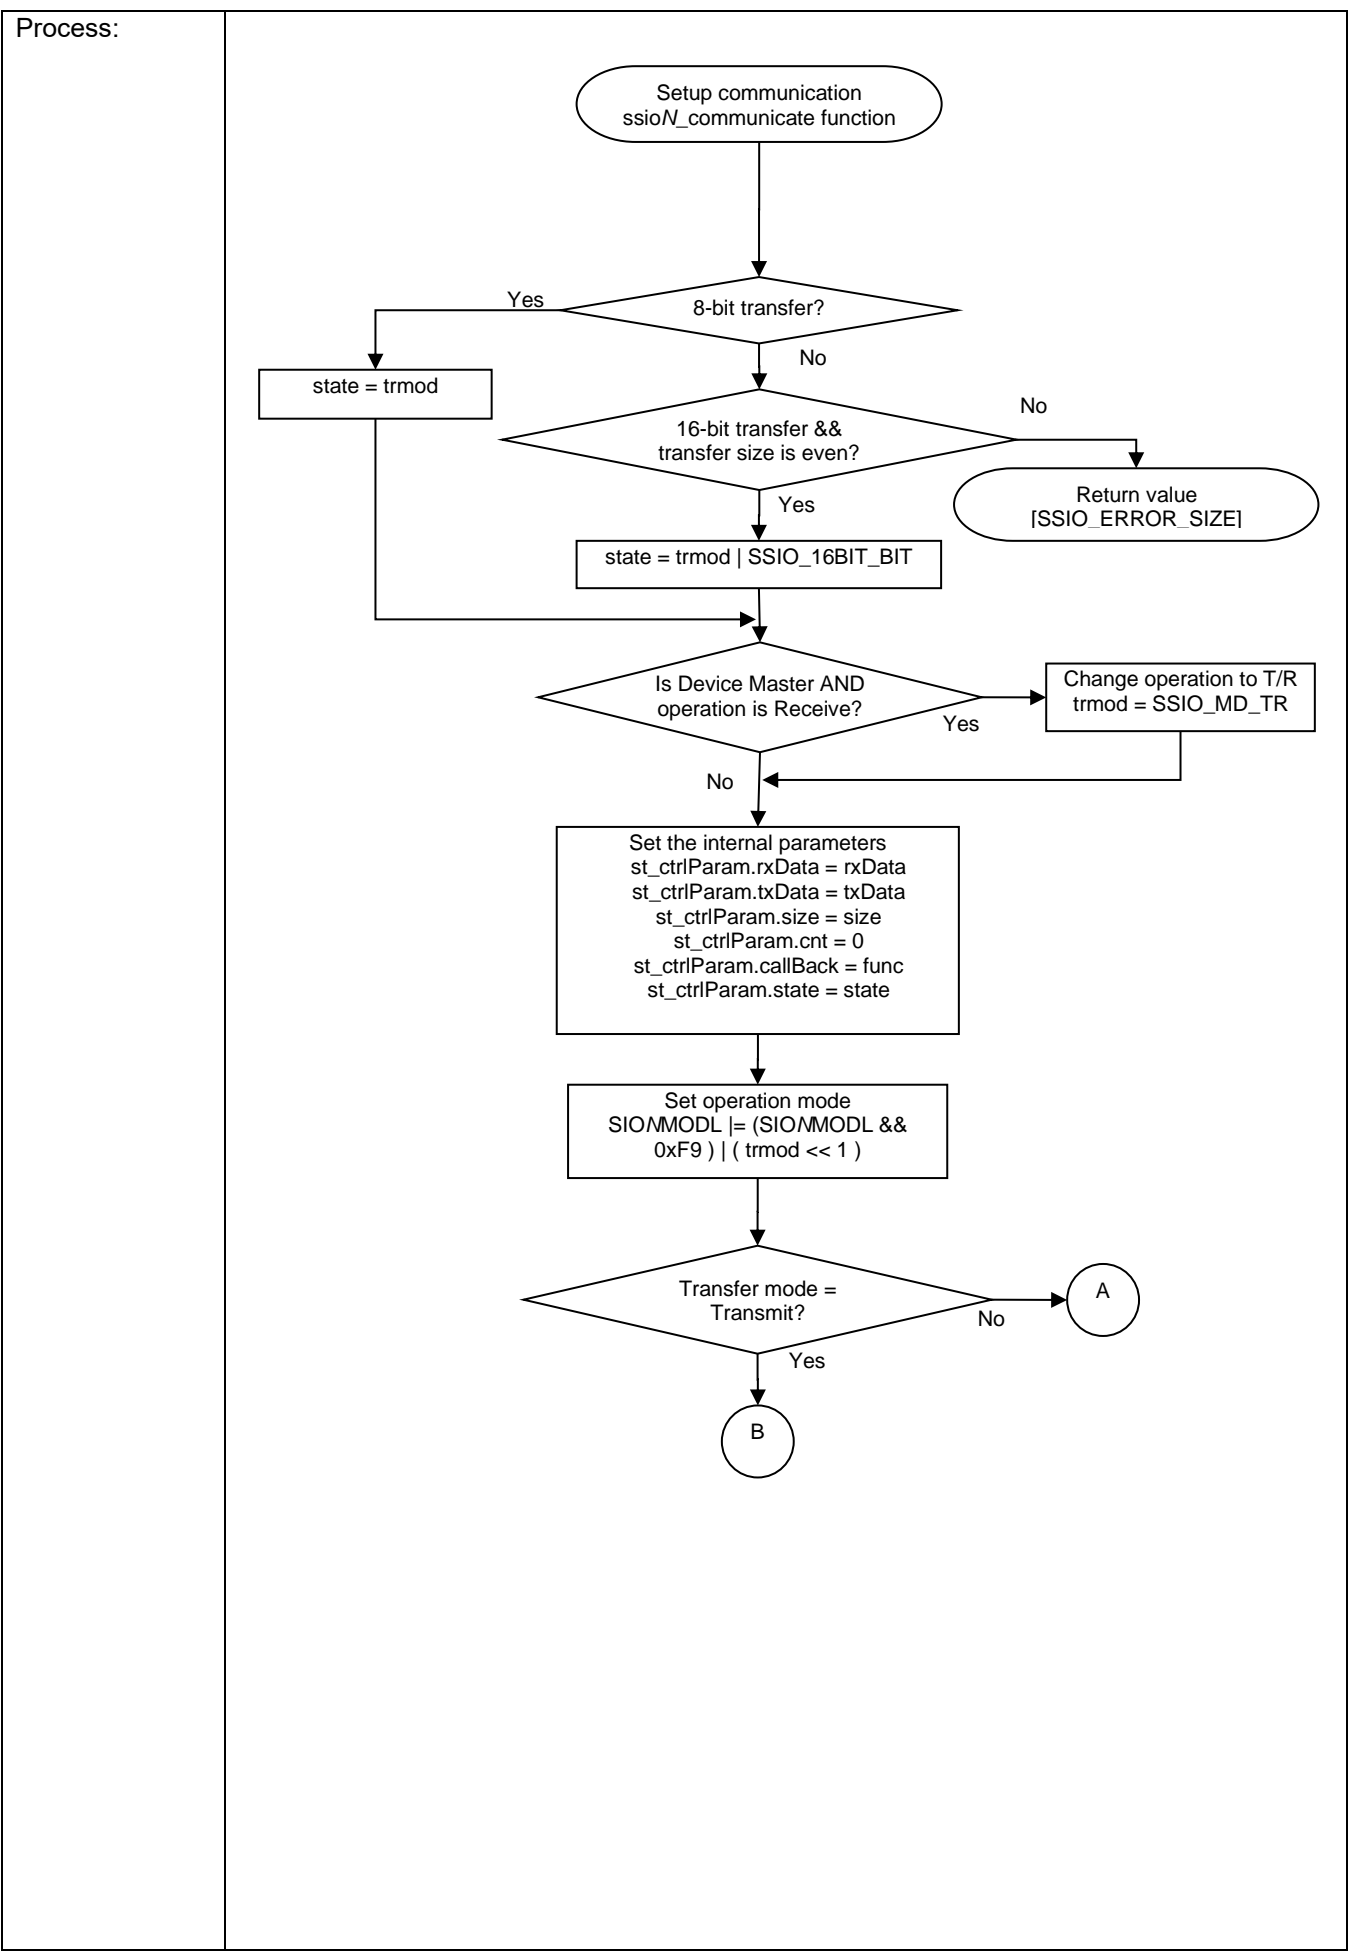 Process:
Setup communication
ssioN_communicate function
Yes
8-bit transfer?
No
state = trmod
No
16-bit transfer &&
transfer size is even?
Return value
[SSIO_ERROR_SIZE]
Yes
state = trmod | SSIO_16BIT_BIT
Is Device Master AND
operation is Receive?
Change operation to T/R
trmod = SSIO_MD_TR
Yes
No
Set the internal parameters
st_ctrlParam.rxData = rxData
st_ctrlParam.txData = txData
st_ctrlParam.size = size
st_ctrlParam.cnt = 0
st_ctrlParam.callBack = func
st_ctrlParam.state = state
Set operation mode
SIONMODL |= (SIONMODL &&
0xF9 ) | ( trmod << 1 )
Transfer mode =
Transmit?
A
No
Yes
B